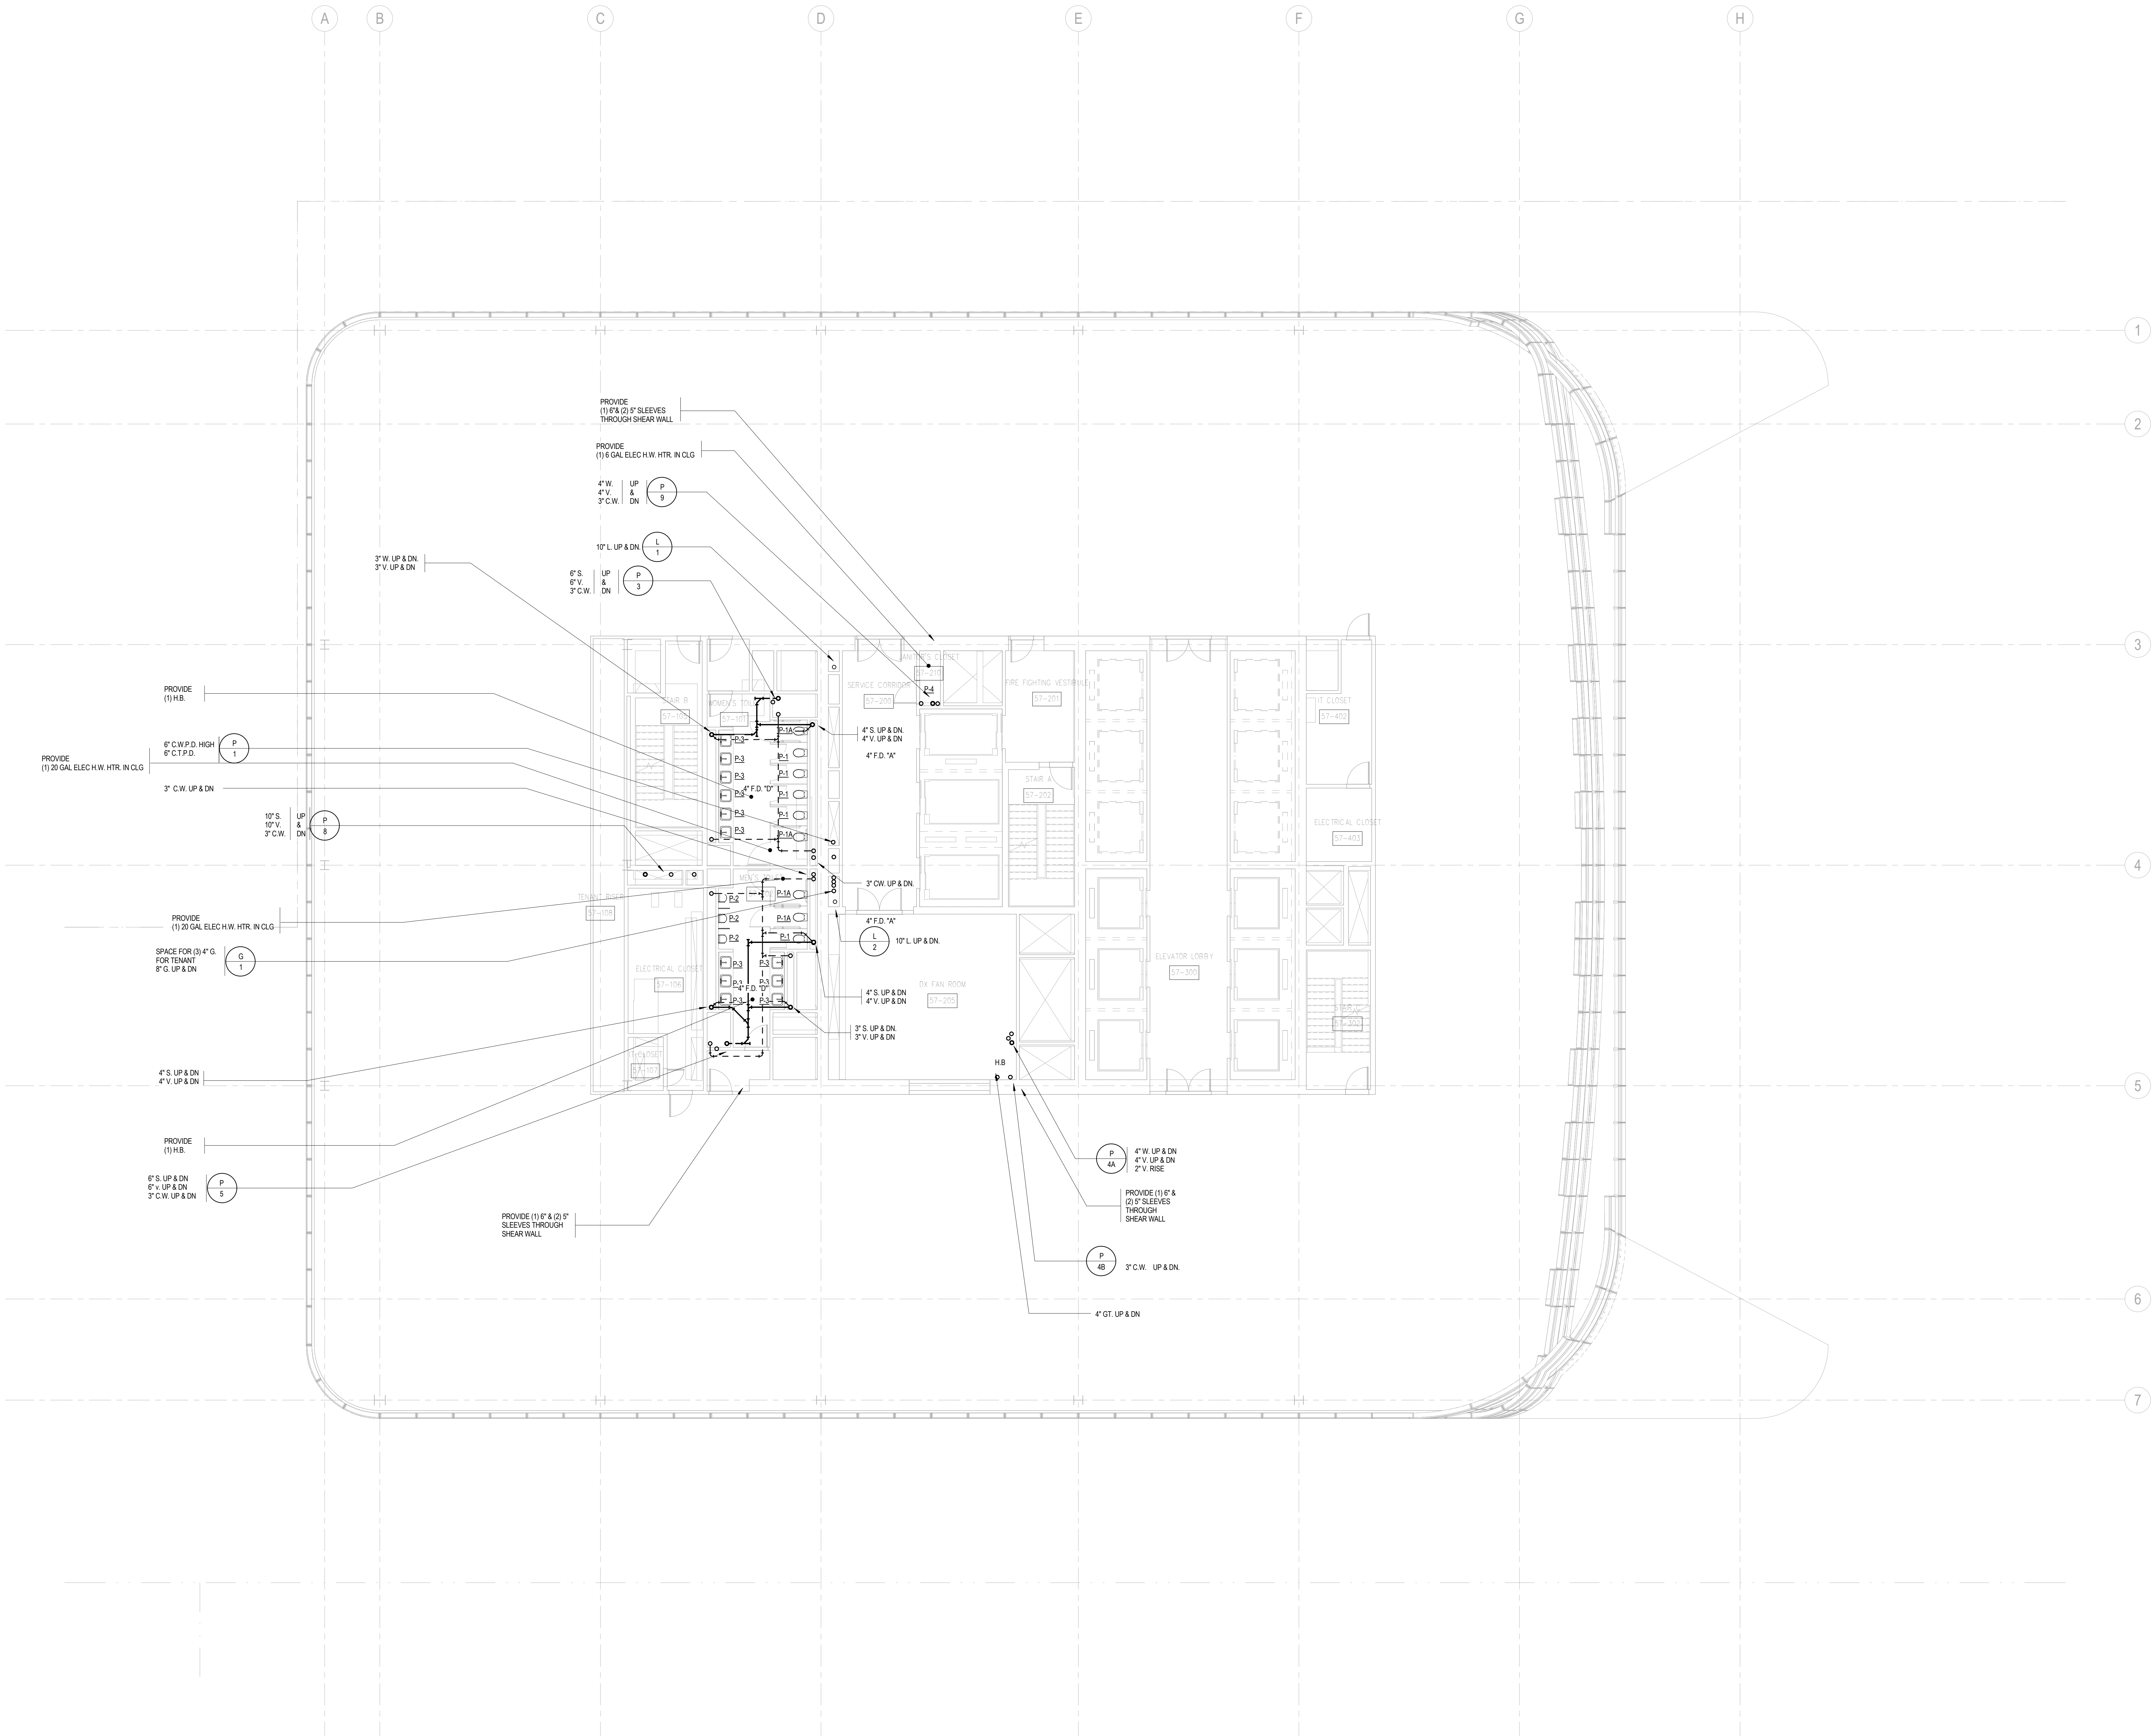 A
B
C
D
E
F
G
H
1
2
3
4
5
6
7
PROVIDE
(1) 6"& (2) 5" SLEEVES
THROUGH SHEAR WALL
PROVIDE
(1) 6 GAL ELEC H.W. HTR. IN CLG
4" W.
4" V.
3" C.W.
UP
&
DN
P
9
10" L. UP & DN.
L
1
6" S.
6" V.
3" C.W.
UP
&
DN
P
3
3" W. UP & DN.
3" V. UP & DN
PROVIDE
(1) H.B.
6" C.W.P.D. HIGH
6" C.T.P.D.
P
1
PROVIDE
(1) 20 GAL ELEC H.W. HTR. IN CLG
3" C.W. UP & DN
10" S.
10" V.
3" C.W.
UP
&
DN
P
8
PROVIDE
(1) 20 GAL ELEC H.W. HTR. IN CLG
SPACE FOR (3) 4" G.
FOR TENANT
8" G. UP & DN
G
1
4" S. UP & DN
4" V. UP & DN
PROVIDE
(1) H.B.
6" S. UP & DN
6" v. UP & DN
3" C.W. UP & DN
P
5
PROVIDE (1) 6" & (2) 5"
SLEEVES THROUGH
SHEAR WALL
STAIR B
WOMEN'S TOILET
57-101
P-3
P-3
P-3
P-3
P-3
P-3
P-1A
P-1
P-1
P-1
P-1
P-1A
4" F.D. "D"
4" S. UP & DN.
4" V. UP & DN
4" F.D. "A"
SERVICE CORRIDOR
57-200
JANITOR'S CLOSET
57-210
P-4
FIRE FIGHTING VESTIBULE
57-201
STAIR A
57-202
IT CLOSET
57-402
ELECTRICAL CLOSET
57-403
3" CW. UP & DN.
P-1A
P-1A
P-1
P-2
P-2
P-2
P-3
P-3
P-3
P-3
P-3
P-3
4" F.D. "D"
TENANT RISER
57-108
ELECTRICAL CLOSET
57-106
IT CLOSET
57-107
4" F.D. "A"
L
2
10" L. UP & DN.
4" S. UP & DN
4" V. UP & DN
3" S. UP & DN.
3" V. UP & DN
DX FAN ROOM
57-205
H.B
ELEVATOR LOBBY
57-300
57-302
P
4A
4" W. UP & DN
4" V. UP & DN
2" V. RISE
PROVIDE (1) 6" &
(2) 5" SLEEVES
THROUGH
SHEAR WALL
P
4B
3" C.W. UP & DN.
4" GT. UP & DN